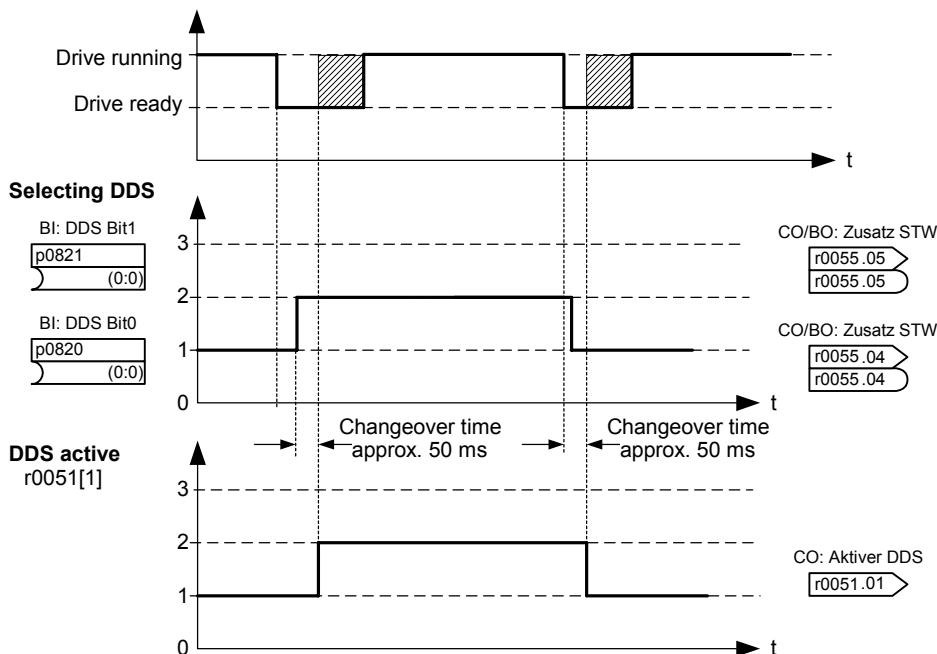 Drive running
Drive ready
t
Selecting DDS
BI: DDS Bit1
p0821
(0:0)
BI: DDS Bit0
p0820
(0:0)
3
2
1
0
t
CO/BO: Zusatz STW
r0055.05
r0055.05
CO/BO: Zusatz STW
r0055.04
r0055.04
Changeover time
approx. 50 ms
Changeover time
approx. 50 ms
DDS active
r0051[1]
3
2
1
0
t
CO: Aktiver DDS
r0051.01